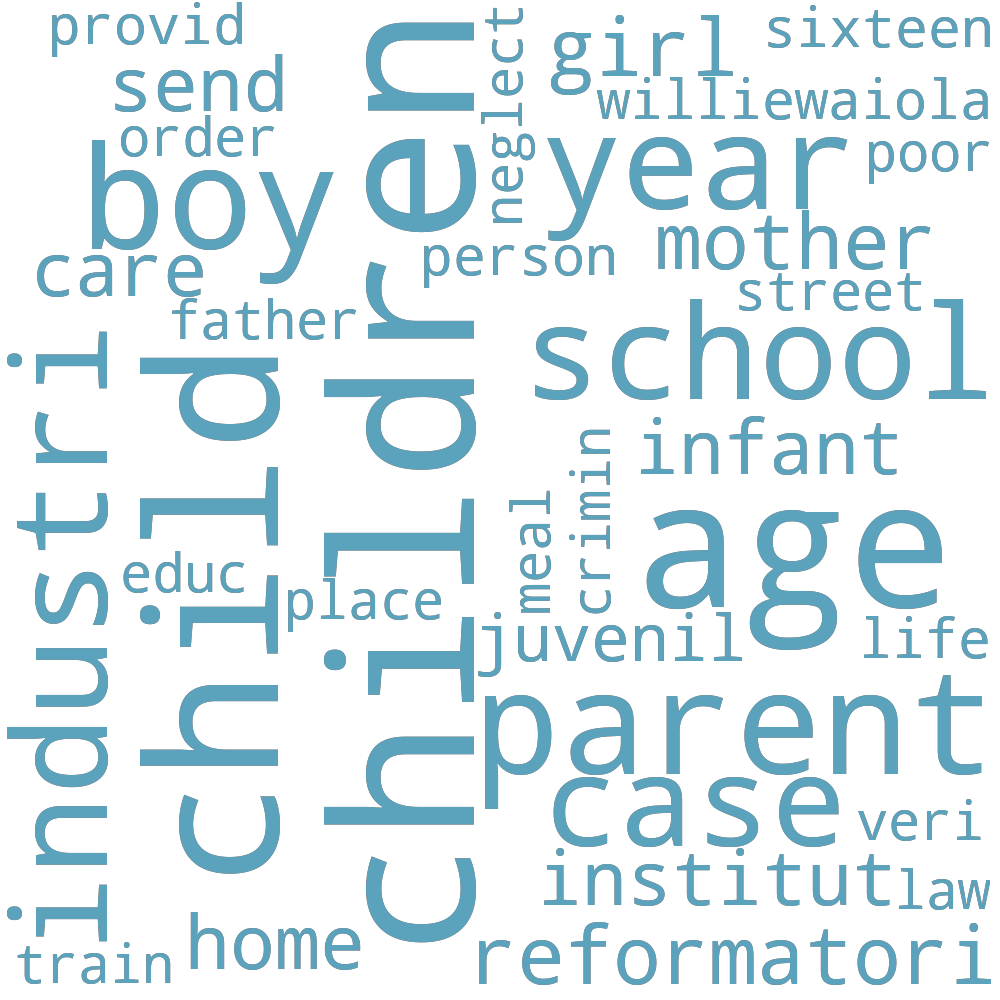 provid
send
order
boy
care
father
neglect
girl
sixteen
williewaiola
year
poor
person
mother
street
school
children
child
industri
infant
crimin
meal
age
educ
place
juvenil
life
parent
case
veri
institut
law
home
train
reformatori